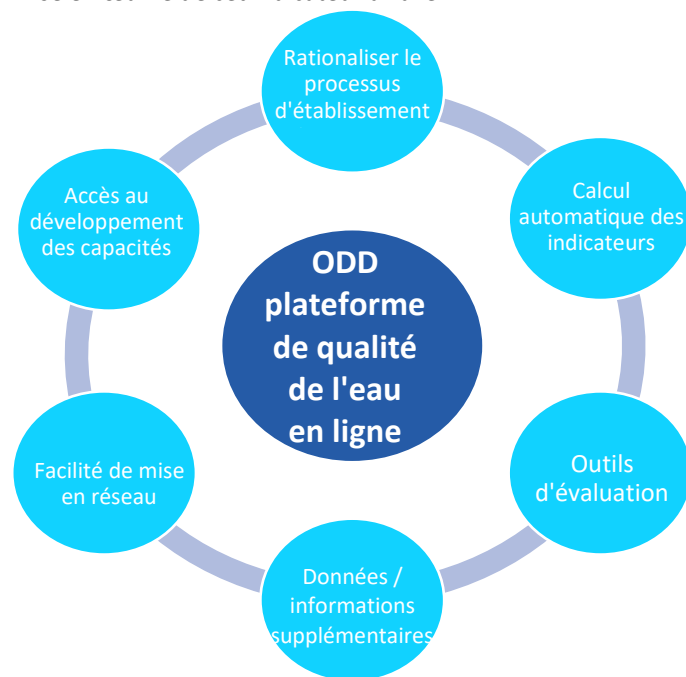 Rationaliser le
processus
d'établissement
Calcul
automatique des
indicateurs
Outils
d'évaluation
Données /
informations
supplémentaires
Facilité de mise
en réseau
Accès au
développement
des capacités
ODD
plateforme
de qualité
de l'eau
en ligne